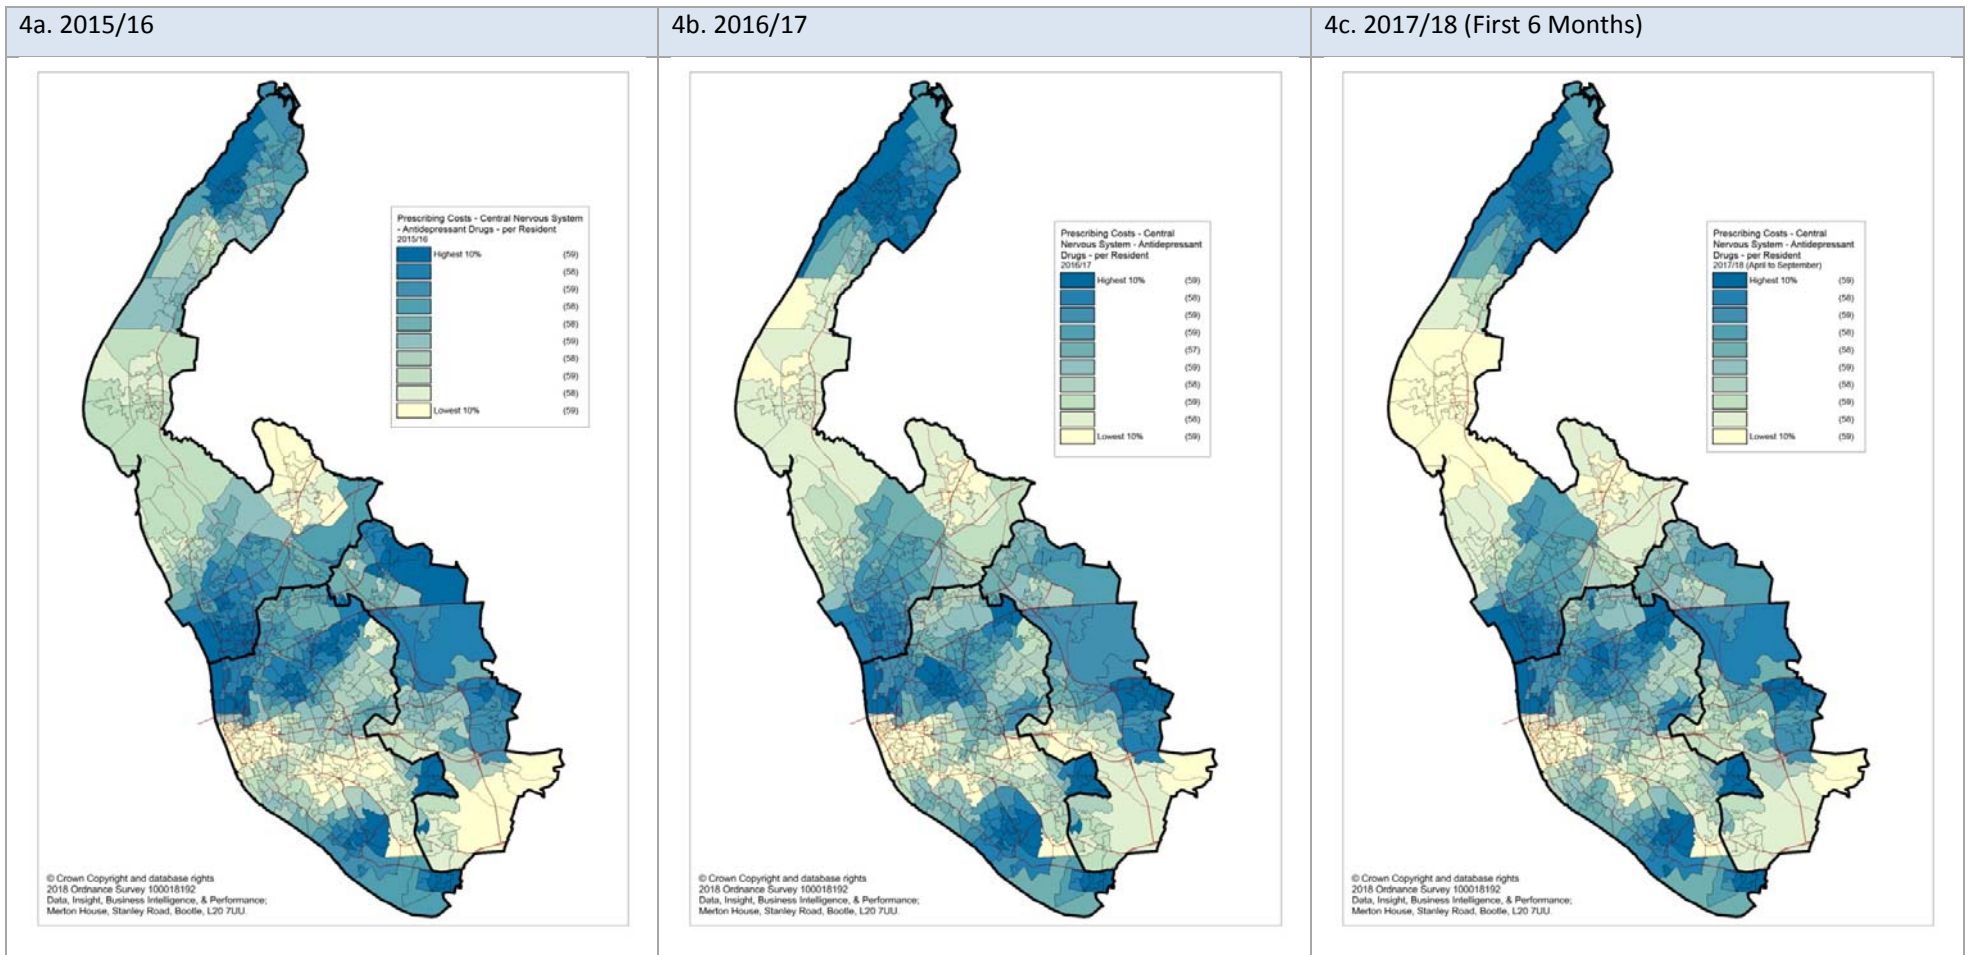 4a. 2015/16
4b. 2016/17
4c. 2017/18 (First 6 Months)
Prescribing Costs - Central Nervous System
- Antidepressant Drugs - per Resident
2015/16
Highest 10% (59)
(58)
(59)
(58)
(58)
(59)
(58)
(59)
(58)
Lowest 10% (59)
© Crown Copyright and database rights
2018 Ordnance Survey 100018192
Data, Insight, Business Intelligence, & Performance;
Merton House, Stanley Road, Bootle, L20 7UU.
Prescribing Costs - Central
Nervous System - Antidepressant
Drugs - per Resident
2016/17
Highest 10% (59)
(58)
(59)
(59)
(57)
(59)
(58)
(59)
(58)
Lowest 10% (59)
© Crown Copyright and database rights
2018 Ordnance Survey 100018192
Data, Insight, Business Intelligence, & Performance;
Merton House, Stanley Road, Bootle, L20 7UU.
Prescribing Costs - Central
Nervous System - Antidepressant
Drugs - per Resident
2017/18 (April to September)
Highest 10% (59)
(58)
(59)
(58)
(58)
(59)
(58)
(59)
(58)
Lowest 10% (59)
© Crown Copyright and database rights
2018 Ordnance Survey 100018192
Data, Insight, Business Intelligence, & Performance;
Merton House, Stanley Road, Bootle, L20 7UU.